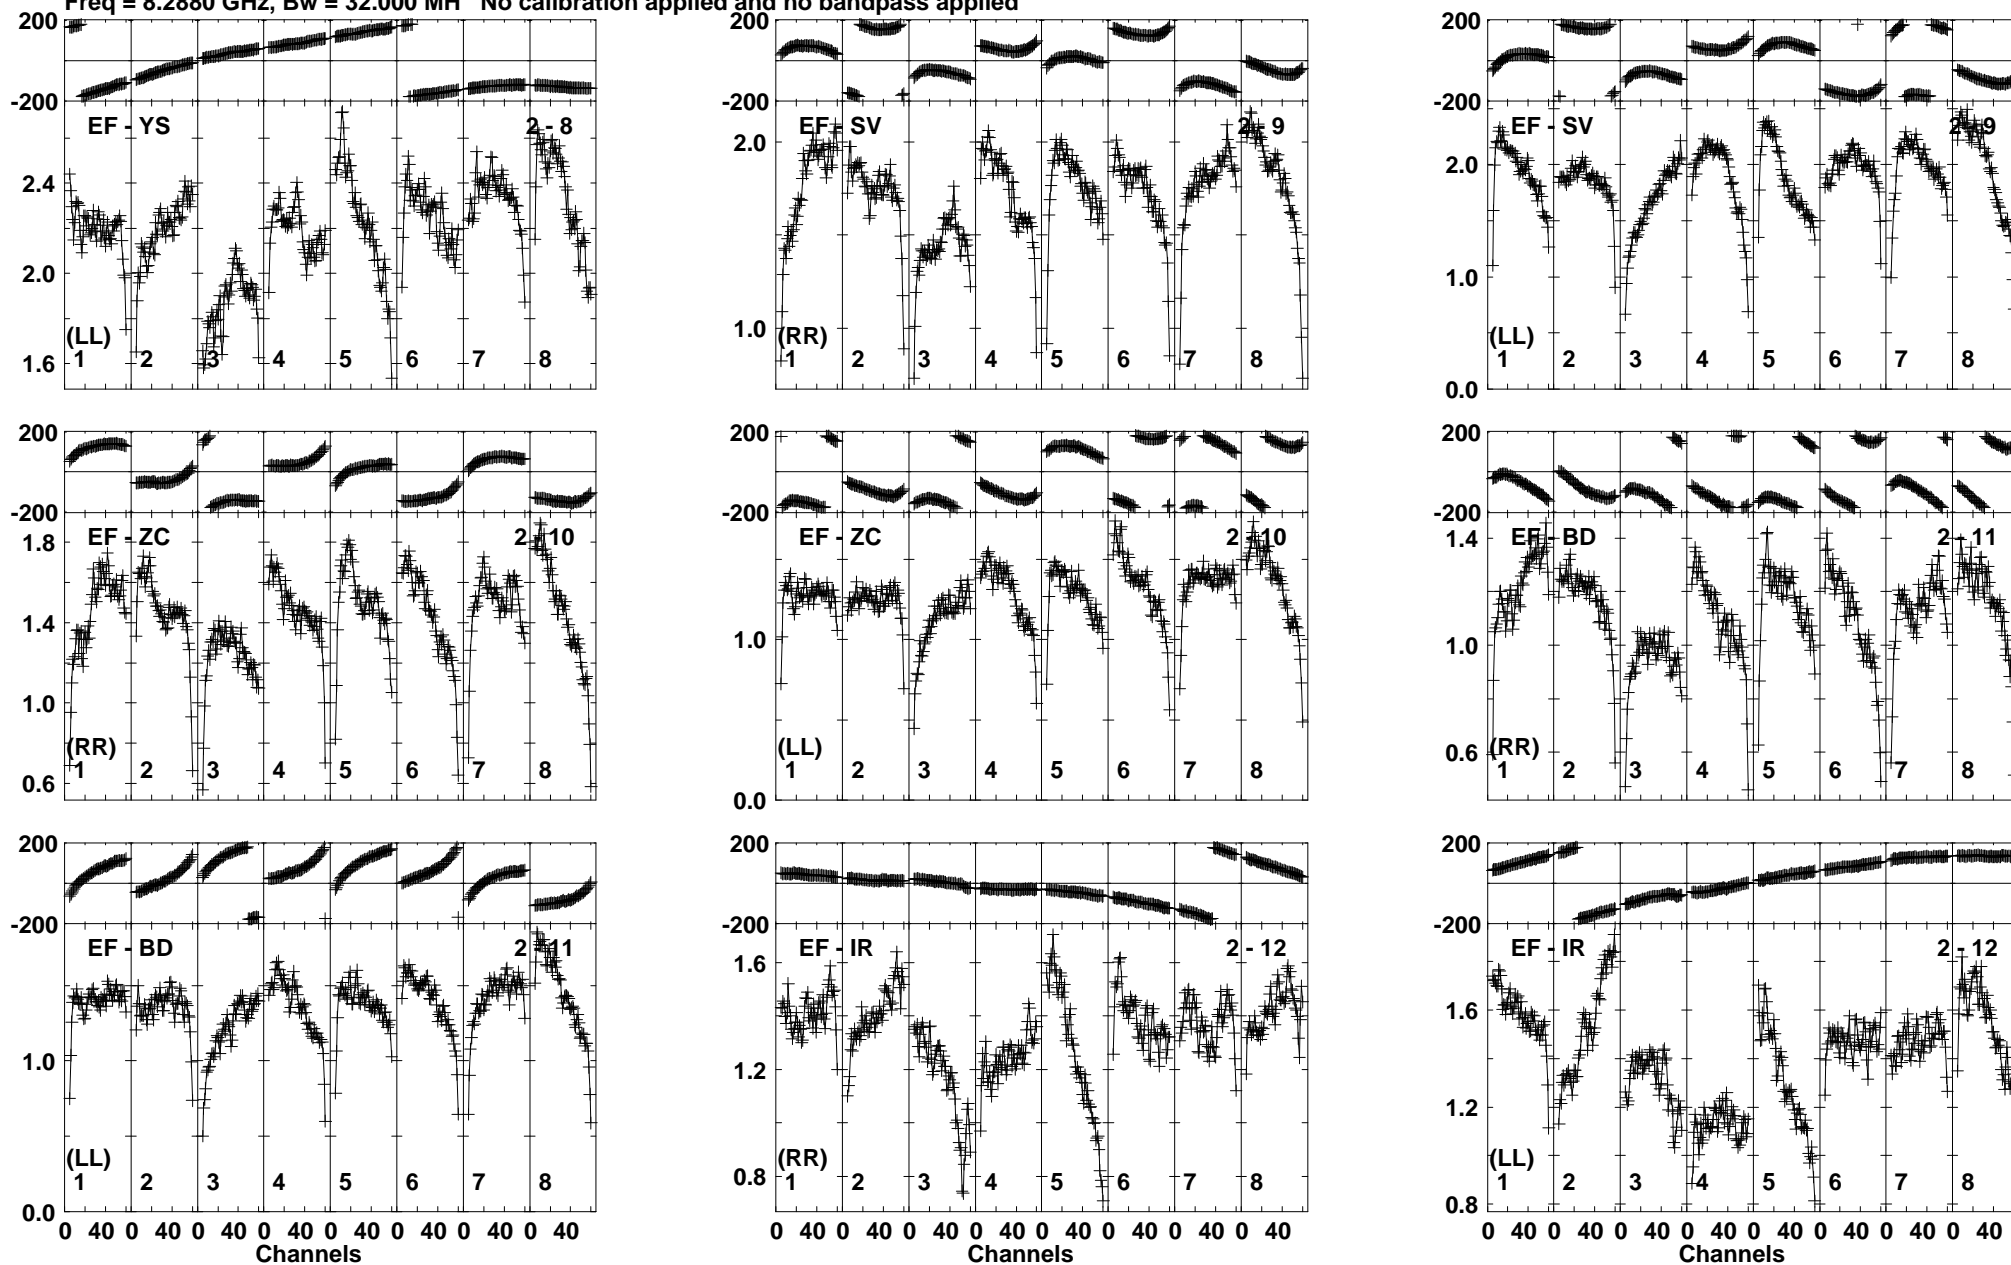 Freq = 8.2880 GHz, Bw = 32.000 MH No calibration applied and no bandpass applied
200 200 200
-200 -200 -200
EF - YS 2 - 8 EF - SV 2 - 9 EF - SV 2 - 9
2.4 2.0 1.6
2.0 1.0
2.0 1.0 0.0
(LL) (RR) (LL)
1 2 3 4 5 6 7 8 1 2 3 4 5 6 7 8 1 2 3 4 5 6 7 8
200 200 200
-200 -200 -200
EF - ZC 2 - 10 EF - ZC 2 - 10 EF - BD 2 - 11
1.8 1.4 1.0 0.6
1.0 0.0
1.4 1.0 0.6
(RR) (LL) (RR)
1 2 3 4 5 6 7 8 1 2 3 4 5 6 7 8 1 2 3 4 5 6 7 8
200 200 200
-200 -200 -200
EF - BD 2 - 11 EF - IR 2 - 12 EF - IR 2 - 12
1.0 0.0
1.6 1.2 0.8
1.6 1.2 0.8
(LL) (RR) (LL)
1 2 3 4 5 6 7 8 1 2 3 4 5 6 7 8 1 2 3 4 5 6 7 8
0 40 0 40 0 40 0 40 0 40 0 40 0 40 0 40 0 40 0 40 0 40 0 40 0 40 0 40 0 40 0 40 0 40 0 40 0 40 0 40 0 40 0 40 0 40 0 40
Channels Channels Channels